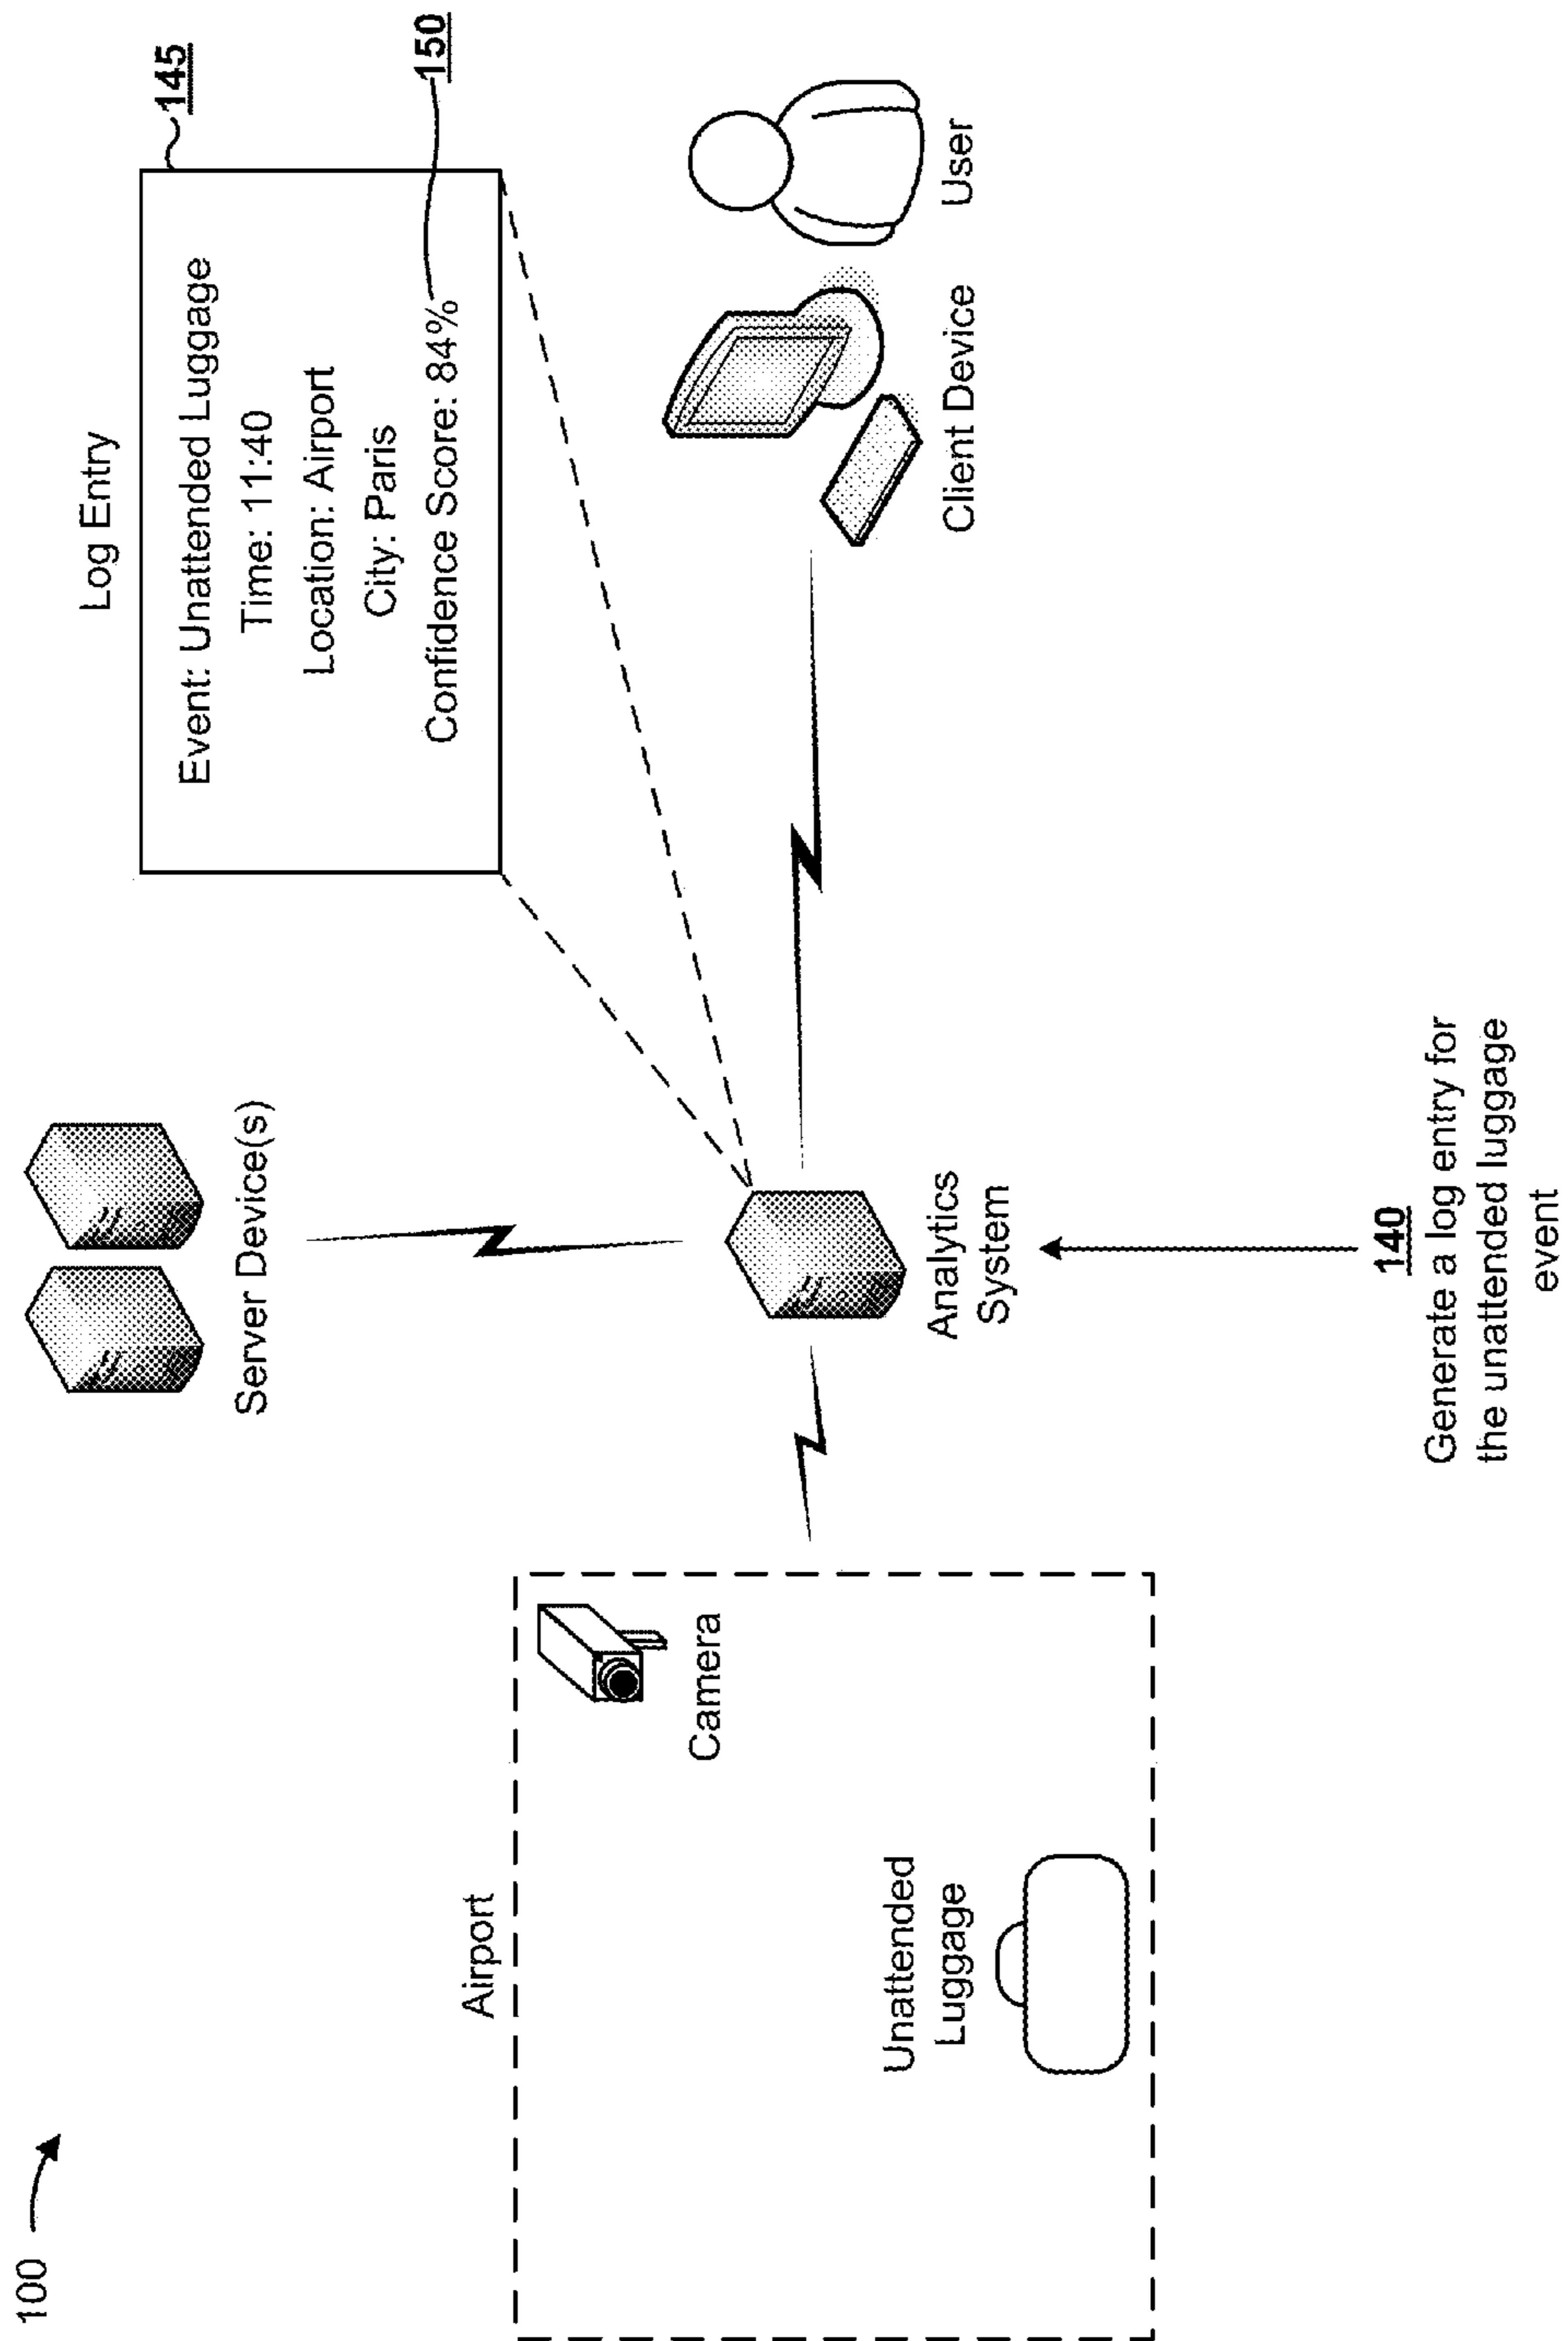 100
Airport
Camera
Unattended
Luggage
Server Device(s)
Analytics
System
140
Generate a log entry for
the unattended luggage
event
Log Entry
145
Event: Unattended Luggage
Time: 11:40
Location: Airport
City: Paris
Confidence Score: 84%
150
Client Device
User